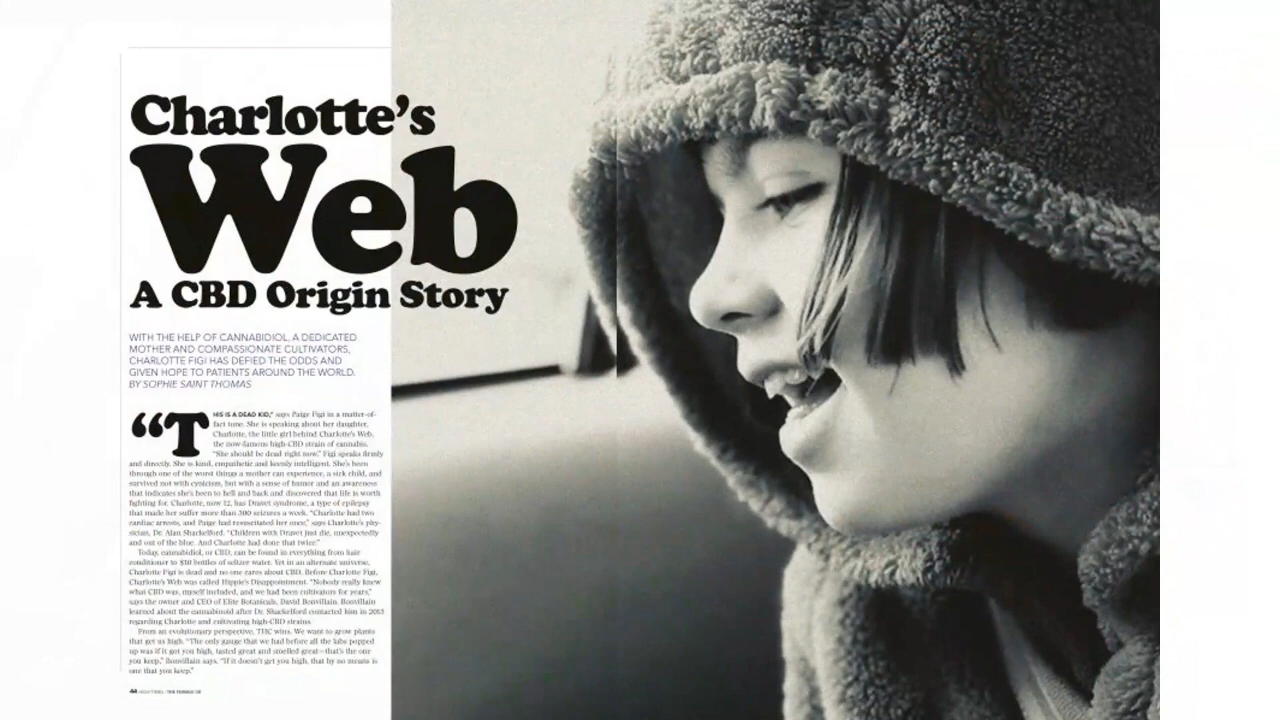 Charlotte's
Web
A CBD Origin Story
WITH THE HELP OF CANNABIDIOL, A DEDICATED
MOTHER AND COMPASSIONATE CULTIVATORS,
CHARLOTTE FIGI HAS DEFIED THE ODDS AND
GIVEN HOPE TO PATIENTS AROUND THE WORLD.
BY SOPHIE SAINT THOMAS
“THIS IS A DEAD KID,” says Paige Figi in a matter-of-
fact tone. She is speaking about her daughter,
Charlotte, the little girl behind Charlotte's Web,
the now-famous high-CBD strain of cannabis.
“She should be dead right now.” Figi speaks firmly
and directly. She is kind, empathetic and keenly intelligent. She's been
through one of the worst things a mother can experience, a sick child, and
survived not with cynicism, but with a sense of humor and an awareness
that indicates she's been to hell and back and discovered that life is worth
fighting for. Charlotte, now 12, has Dravet syndrome, a type of epilepsy
that made her suffer more than 300 seizures a week. “Charlotte had two
cardiac arrests, and Paige had resuscitated her once,” says Charlotte's phy-
sician, Dr. Alan Shackelford. “Children with Dravet just die, unexpectedly
and out of the blue. And Charlotte had done that twice.”
Today, cannabidiol, or CBD, can be found in everything from hair
conditioner to $10 bottles of seltzer water. Yet in an alternate universe,
Charlotte Figi is dead and no one cares about CBD. Before Charlotte Figi,
Charlotte's Web was called Hippie's Disappointment. “Nobody really knew
what CBD was, myself included, and we had been cultivators for years,”
says the owner and CEO of Elite Botanicals, David Bonvillain. Bonvillain
learned about the cannabinoid after Dr. Shackelford contacted him in 2013
regarding Charlotte and cultivating high-CBD strains.
From an evolutionary perspective, THC wins. We want to grow plants
that get us high. “The only gauge that we had before all the labs popped
up was if it got you high, tasted great and smelled great—that's the one
you keep,” Bonvillain says. “If it doesn't get you high, that by no means is
one that you keep.”
44 HIGH TIMES